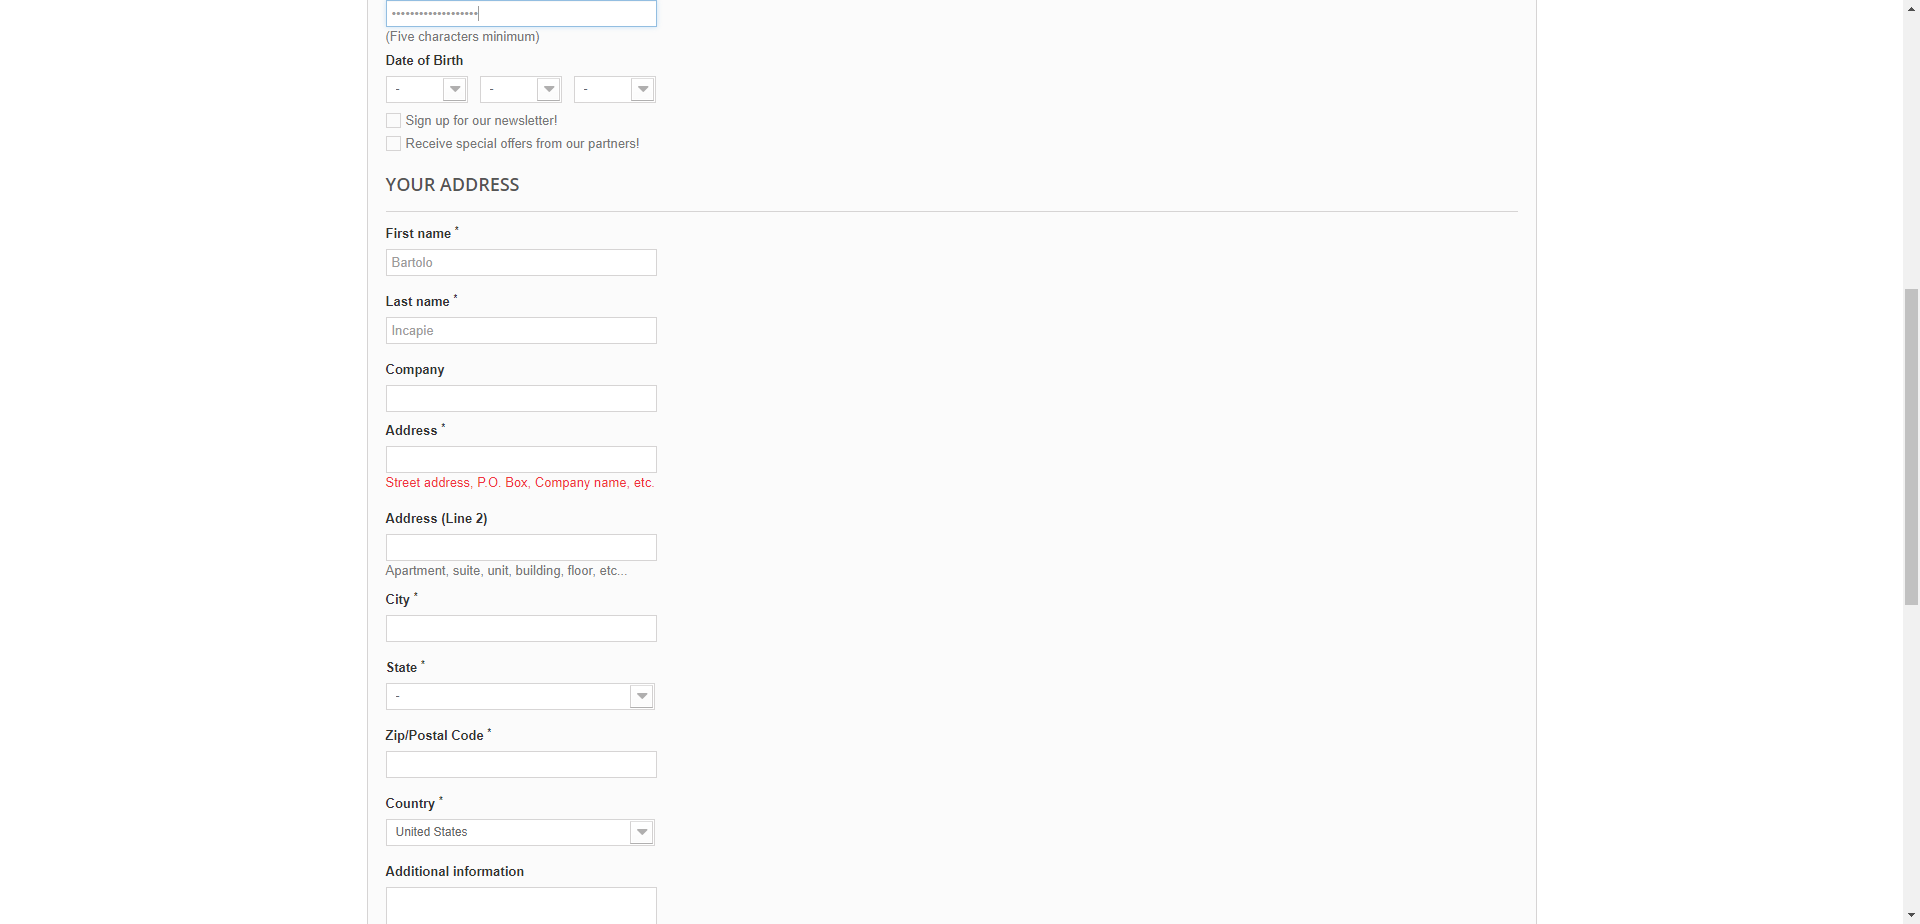 •••••••••••••••••••
(Five characters minimum)
Date of Birth
- - -
Sign up for our newsletter!
Receive special offers from our partners!
YOUR ADDRESS
First name *
Bartolo
Last name *
Incapie
Company
Address *
Street address, P.O. Box, Company name, etc.
Address (Line 2)
Apartment, suite, unit, building, floor, etc...
City *
State *
-
Zip/Postal Code *
Country *
United States
Additional information